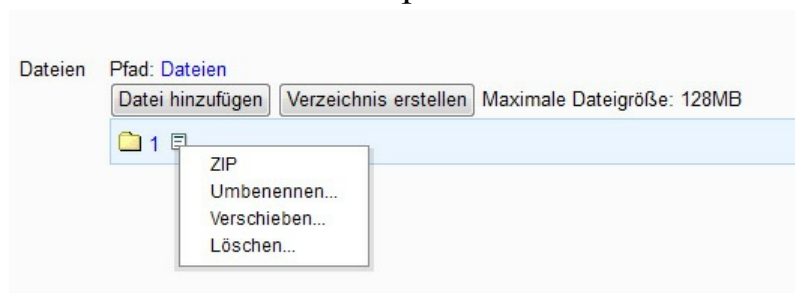 Dateien Pfad: Dateien
Datei hinzufügen Verzeichnis erstellen Maximale Dateigröße: 128MB
1
ZIP
Umbenennen...
Verschieben...
Löschen...